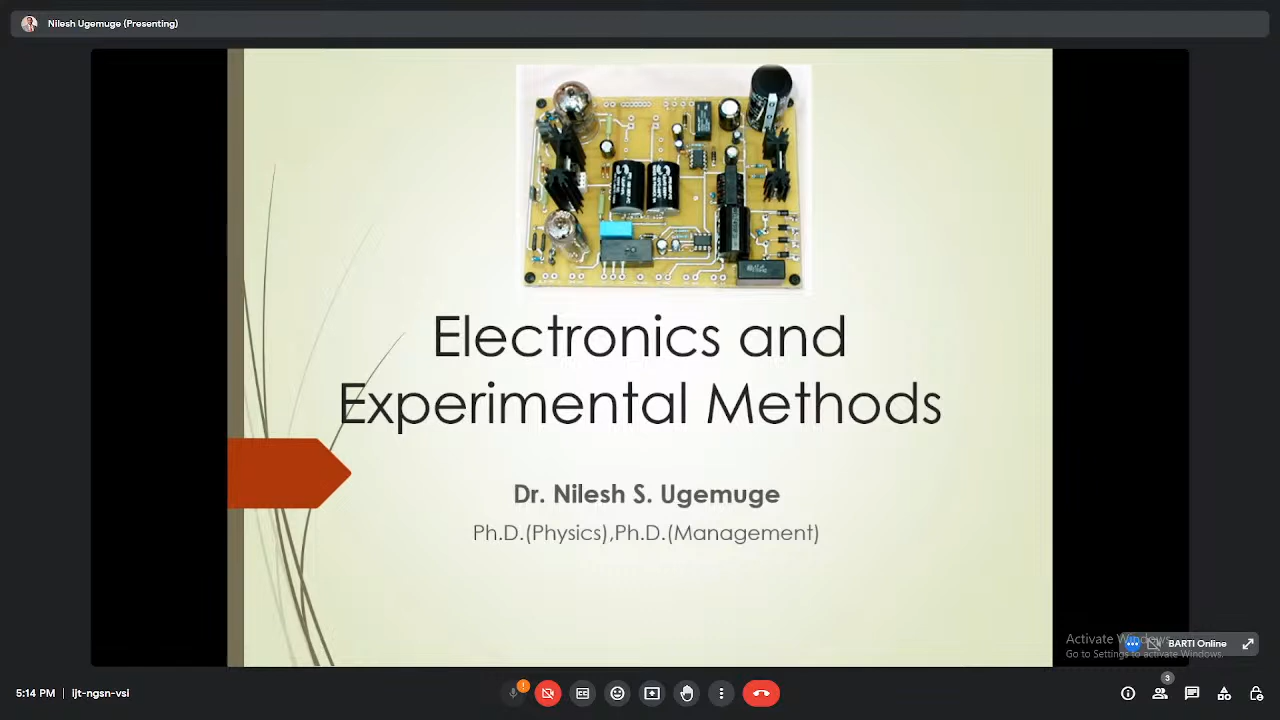 Nilesh Ugemuge (Presenting)
Electronics and
Experimental Methods
Dr. Nilesh S. Ugemuge
Ph.D.(Physics),Ph.D.(Management)
Activate Windows
Go to Settings to activate Windows.
BARTI Online
3
5:14 PM | ijt-ngsn-vsi